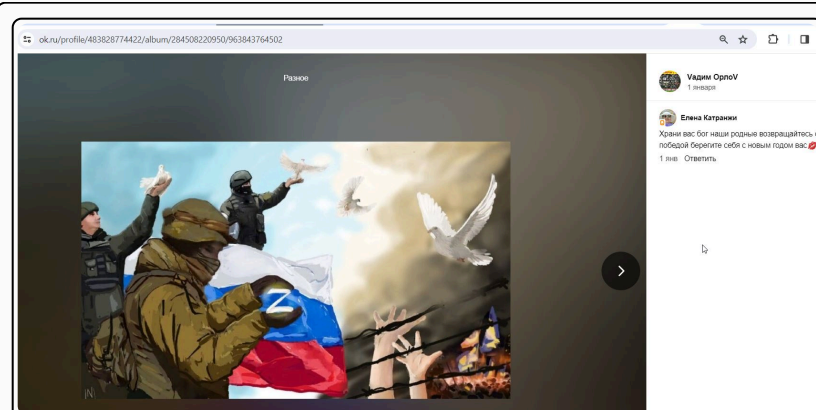 ok.ru/profile/483828774422/album/284508220950/963843764502
Разное
Vадим ОрлоV
1 января
Елена Катранжи
Храни вас бог наши родные возвращайтесь с
победой берегите себя с новым годом вас
1 янв Ответить
Z